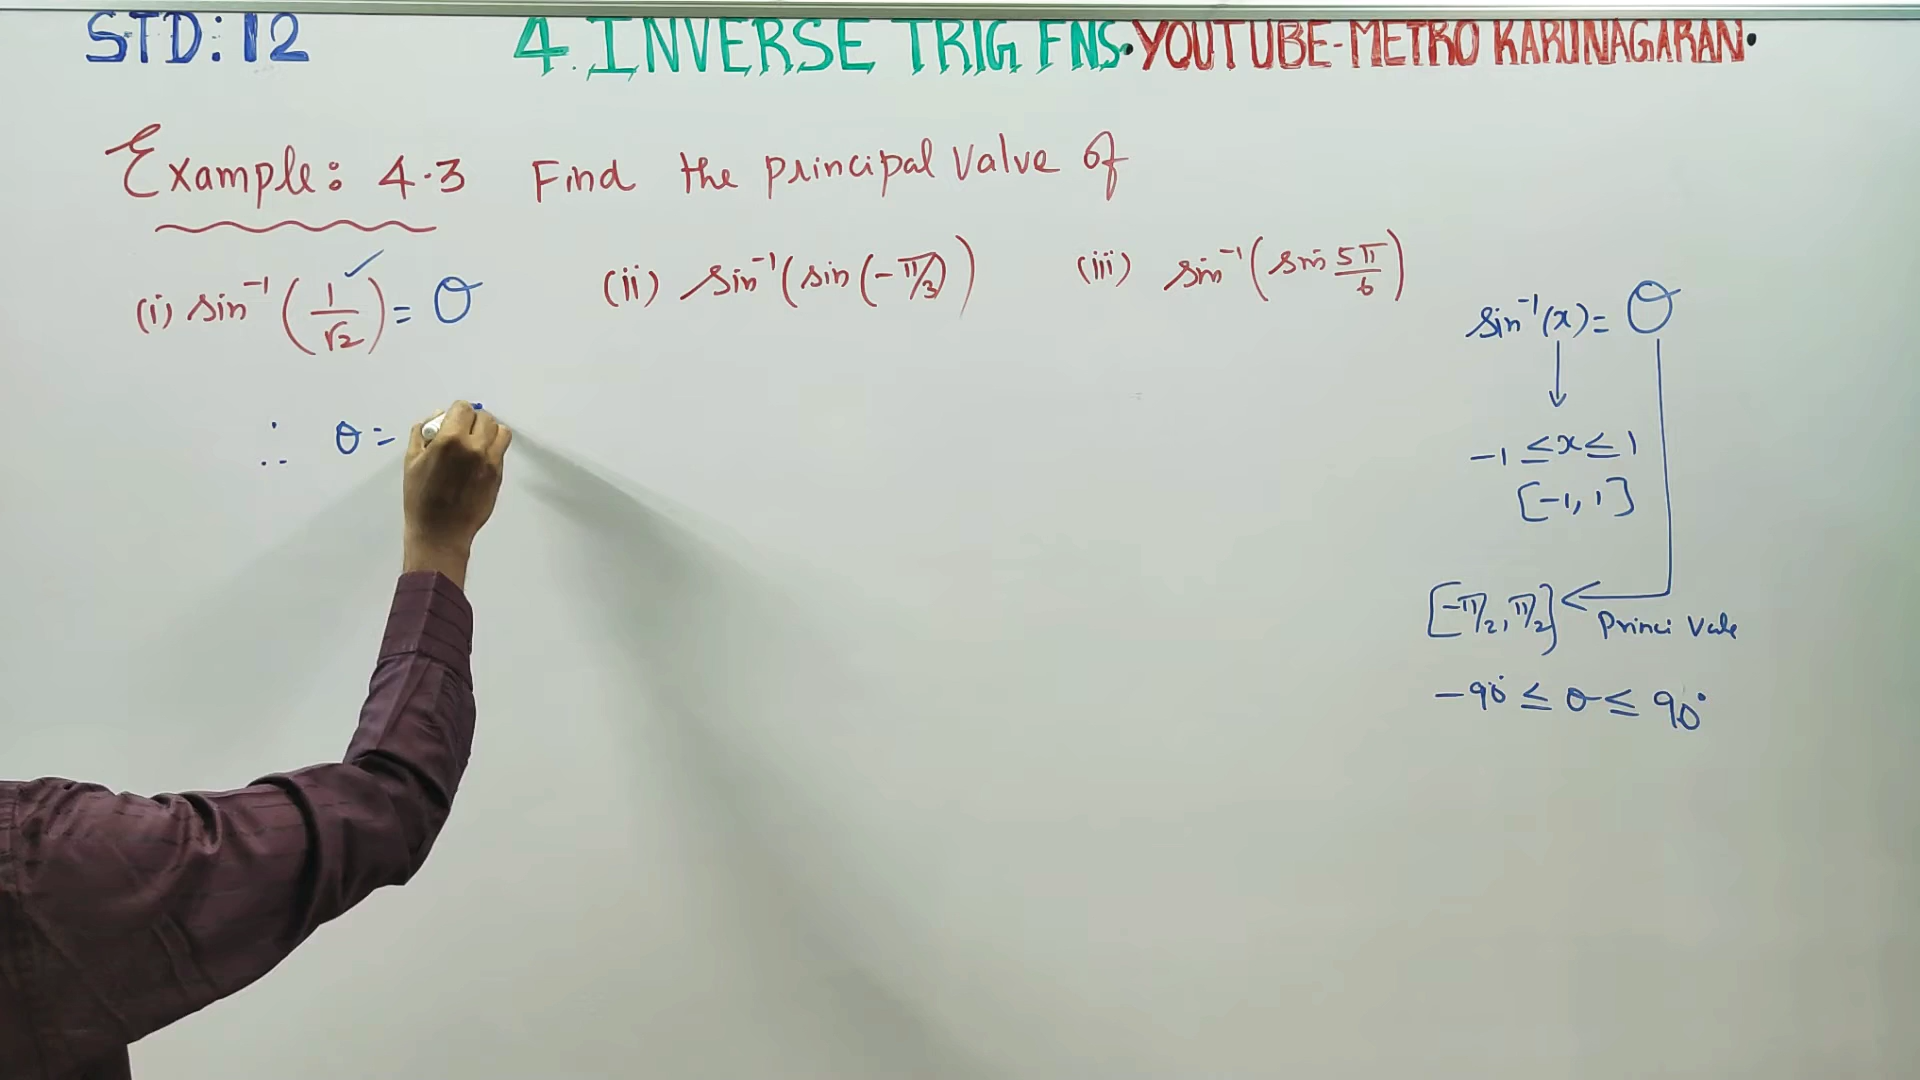 STD:12 4. INVERSE TRIG FNS. YOUTUBE-METRO KARUNAGARAN.
Example: 4.3 Find the principal Valve of
(i) sin⁻¹(1/√2) = θ (ii) sin⁻¹(sin(-π/3)) (iii) sin⁻¹(sin 5π/6)
sin⁻¹(x) = θ
∴ θ =
-1 ≤ x ≤ 1
[-1, 1]
[-π/2, π/2] Princi Vale
-90° ≤ θ ≤ 90°